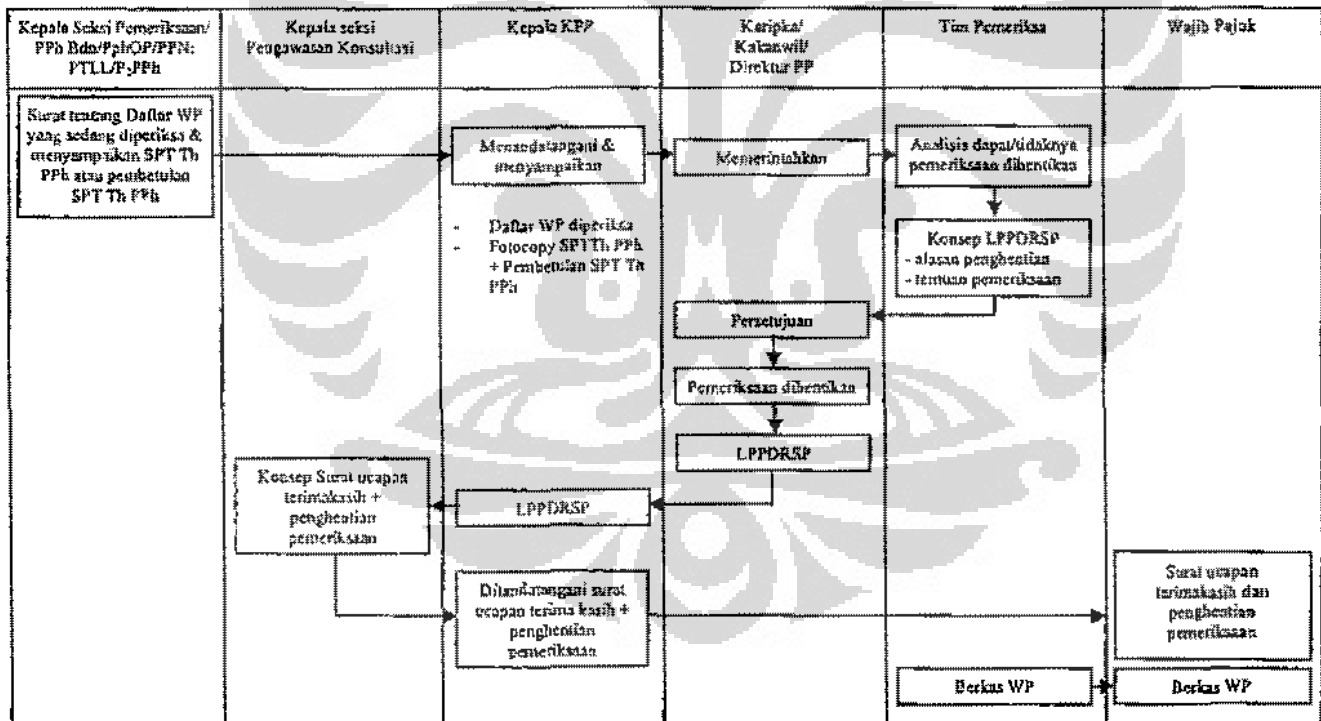 Kepala Seksi Pemeriksaan/
PPh Bdn/PphOP/PPN:
PTLL/P2PPh
Kepala seksi
Pengawasan Konsultasi
Kepala KPP
Karipka/
Kakanwil/
Direktur PP
Tim Pemeriksa
Wajib Pajak
Surat tentang Daftar WP
yang sedang diperiksa &
menyampaikan SPT Th
PPh atau pembetulan
SPT Th PPh
Menandatangani &
menyampaikan
Memerintahkan
Analisis dapat/tidaknya
pemeriksaan dihentikan
- Daftar WP diperiksa
- Fotocopy SPTTh PPh
+ Pembetulan SPT Th
PPh
Konsep LPPDRSP
- alasan penghentian
- temuan pemeriksaan
Persetujuan
Pemeriksaan dihentikan
LPPDRSP
Konsep Surat ucapan
terimakasih +
penghentian
pemeriksaan
LPPDRSP
Ditandatangani surat
ucapan terima kasih +
penghentian
pemeriksaan
Surat ucapan
terimakasih dan
penghentian
pemeriksaan
Berkas WP
Berkas WP